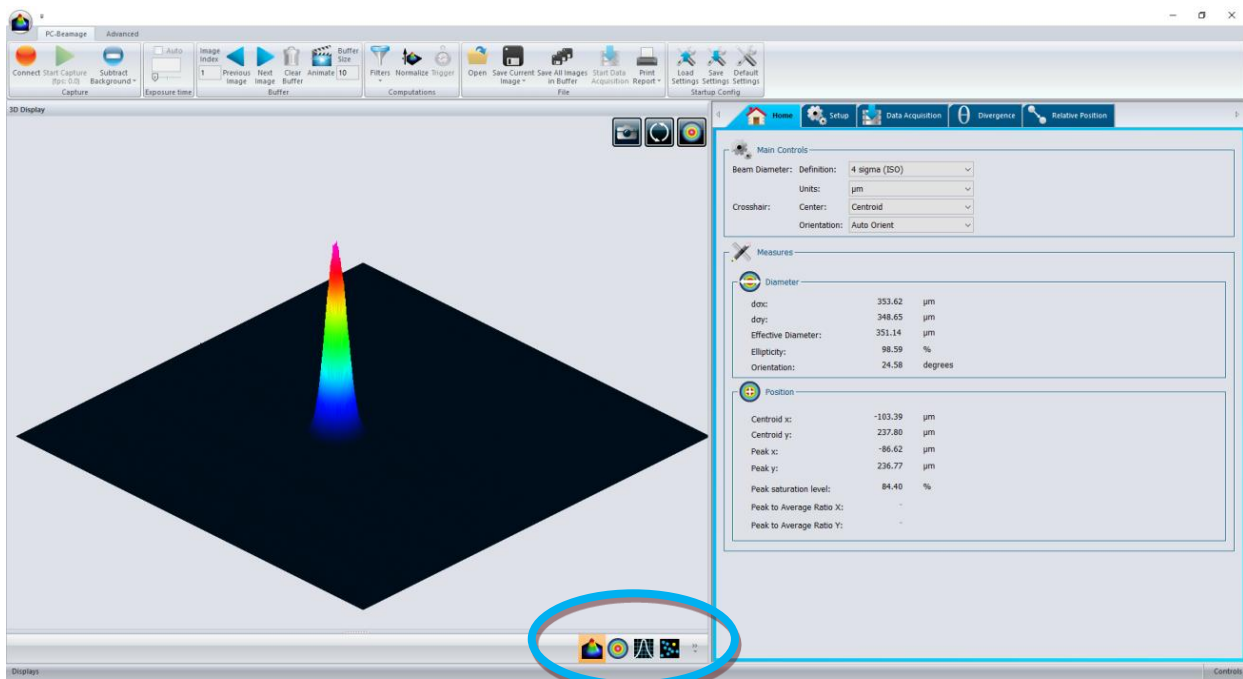 PC-Beamage Advanced
Connect Start Capture (fps: 0.0) Subtract Background
Capture
Auto
Exposure time
Image Index 1 Previous Image Next Image Clear Buffer Animate Buffer Size 10
Buffer
Filters Normalize Trigger
Computations
Open Save Current Image Save All Images in Buffer Start Data Acquisition Print Report
File
Load Settings Save Settings Default Settings
Startup Config
3D Display
Home Setup Data Acquisition θ Divergence Relative Position
Main Controls
Beam Diameter: Definition: 4 sigma (ISO)
Units: µm
Crosshair: Center: Centroid
Orientation: Auto Orient
Measures
Diameter
dσx: 353.62 µm
dσy: 348.65 µm
Effective Diameter: 351.14 µm
Ellipticity: 98.59 %
Orientation: 24.58 degrees
Position
Centroid x: -103.39 µm
Centroid y: 237.80 µm
Peak x: -86.62 µm
Peak y: 236.77 µm
Peak saturation level: 84.40 %
Peak to Average Ratio X: -
Peak to Average Ratio Y: -
Displays Controls